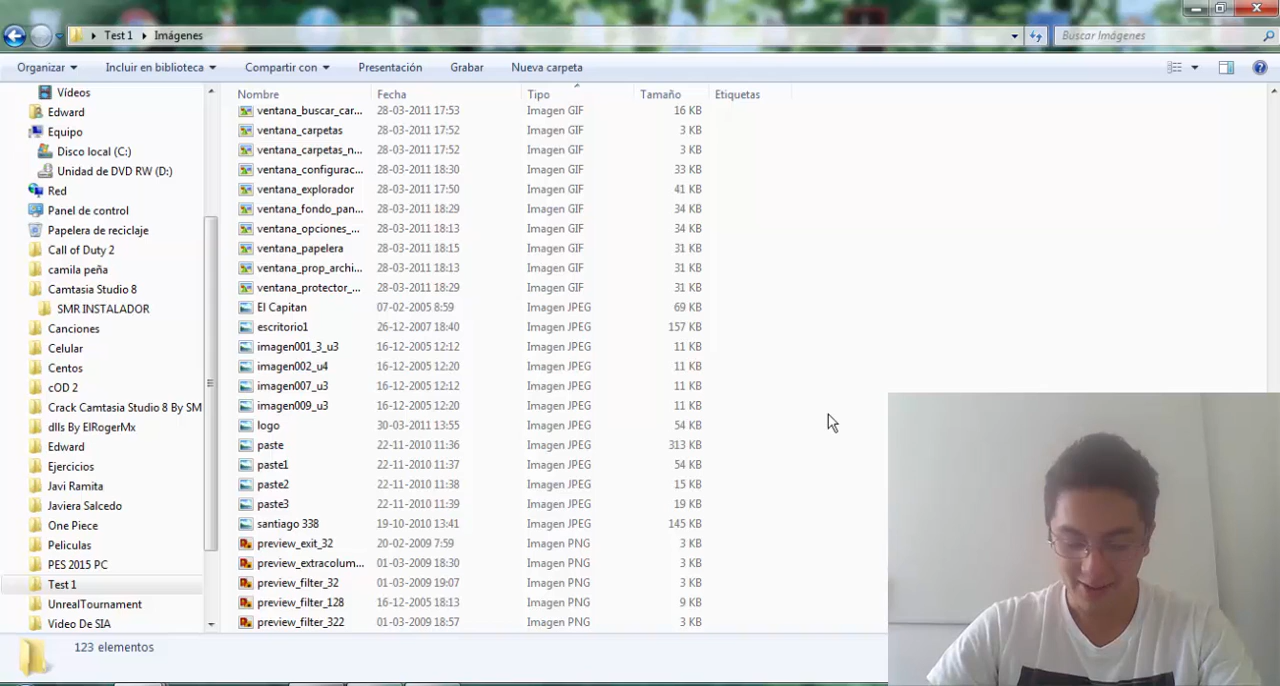 Test 1 Imágenes Buscar Imágenes
Organizar Incluir en biblioteca Compartir con Presentación Grabar Nueva carpeta
Vídeos
Edward
Equipo
Disco local (C:)
Unidad de DVD RW (D:)
Red
Panel de control
Papelera de reciclaje
Call of Duty 2
camila peña
Camtasia Studio 8
SMR INSTALADOR
Canciones
Celular
Centos
cOD 2
Crack Camtasia Studio 8 By SM
dlls By ElRogerMx
Edward
Ejercicios
Javi Ramita
Javiera Salcedo
One Piece
Peliculas
PES 2015 PC
Test 1
UnrealTournament
Video De SIA
Nombre Fecha Tipo Tamaño Etiquetas
ventana_buscar_car... 28-03-2011 17:53 Imagen GIF 16 KB
ventana_carpetas 28-03-2011 17:52 Imagen GIF 3 KB
ventana_carpetas_n... 28-03-2011 17:52 Imagen GIF 3 KB
ventana_configurac... 28-03-2011 18:30 Imagen GIF 33 KB
ventana_explorador 28-03-2011 17:50 Imagen GIF 41 KB
ventana_fondo_pan... 28-03-2011 18:29 Imagen GIF 34 KB
ventana_opciones_... 28-03-2011 18:13 Imagen GIF 34 KB
ventana_papelera 28-03-2011 18:15 Imagen GIF 31 KB
ventana_prop_archi... 28-03-2011 18:13 Imagen GIF 31 KB
ventana_protector_... 28-03-2011 18:29 Imagen GIF 31 KB
El Capitan 07-02-2005 8:59 Imagen JPEG 69 KB
escritorio1 26-12-2007 18:40 Imagen JPEG 157 KB
imagen001_3_u3 16-12-2005 12:12 Imagen JPEG 11 KB
imagen002_u4 16-12-2005 12:20 Imagen JPEG 11 KB
imagen007_u3 16-12-2005 12:12 Imagen JPEG 11 KB
imagen009_u3 16-12-2005 12:20 Imagen JPEG 11 KB
logo 30-03-2011 13:55 Imagen JPEG 54 KB
paste 22-11-2010 11:36 Imagen JPEG 313 KB
paste1 22-11-2010 11:37 Imagen JPEG 54 KB
paste2 22-11-2010 11:38 Imagen JPEG 15 KB
paste3 22-11-2010 11:39 Imagen JPEG 19 KB
santiago 338 19-10-2010 13:41 Imagen JPEG 145 KB
preview_exit_32 20-02-2009 7:59 Imagen PNG 3 KB
preview_extracolum... 01-03-2009 18:30 Imagen PNG 3 KB
preview_filter_32 01-03-2009 19:07 Imagen PNG 3 KB
preview_filter_128 16-12-2005 18:13 Imagen PNG 9 KB
preview_filter_322 01-03-2009 18:57 Imagen PNG 3 KB
123 elementos